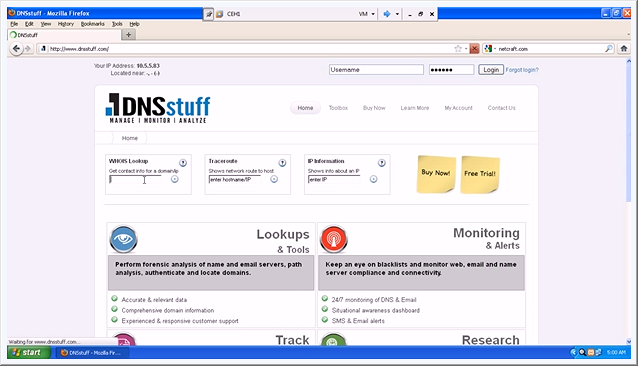 DNSstuff - Mozilla Firefox
CEH1
VM
File Edit View History Bookmarks Tools Help
DNSstuff
http://www.dnsstuff.com/
netcraft.com
Your IP Address: 10.5.5.83
Located near: -, - (-)
Username
Login
Forgot login?
DNSstuff
MANAGE | MONITOR | ANALYZE
Home Toolbox Buy Now Learn More My Account Contact Us
Home
WHOIS Lookup
Get contact info for a domain/ip
Traceroute
Shows network route to host
enter hostname/IP
IP Information
Shows info about an IP
enter IP
Buy Now!
Free Trial!
Lookups
& Tools
Perform forensic analysis of name and email servers, path
analysis, authenticate and locate domains.
Accurate & relevant data
Comprehensive domain information
Experienced & responsive customer support
Monitoring
& Alerts
Keep an eye on blacklists and monitor web, email and name
server compliance and connectivity.
24/7 monitoring of DNS & Email
Situational awareness dashboard
SMS & Email alerts
Track
Research
Waiting for www.dnsstuff.com...
start
DNSstuff - Mozilla Fire...
5:00 AM